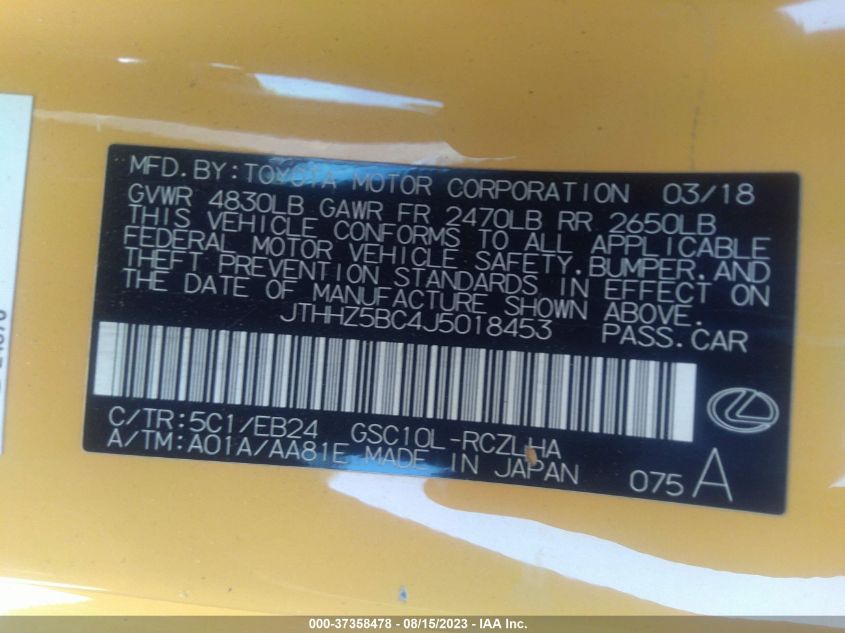 MFD.BY:TOYOTA MOTOR CORPORATION 03/18
GVWR 4830LB GAWR FR 2470LB RR 2650LB
THIS VEHICLE CONFORMS TO ALL APPLICABLE
FEDERAL MOTOR VEHICLE SAFETY,BUMPER,AND
THEFT PREVENTION STANDARDS IN EFFECT ON
THE DATE OF MANUFACTURE SHOWN ABOVE.
JTHHZ5BC4J5018453 PASS.CAR
C/TR:5C1/EB24 GSC10L-RCZLHA
A/TM:A01A/AA81E MADE IN JAPAN
075 A
000-37358478 - 08/15/2023 - IAA Inc.